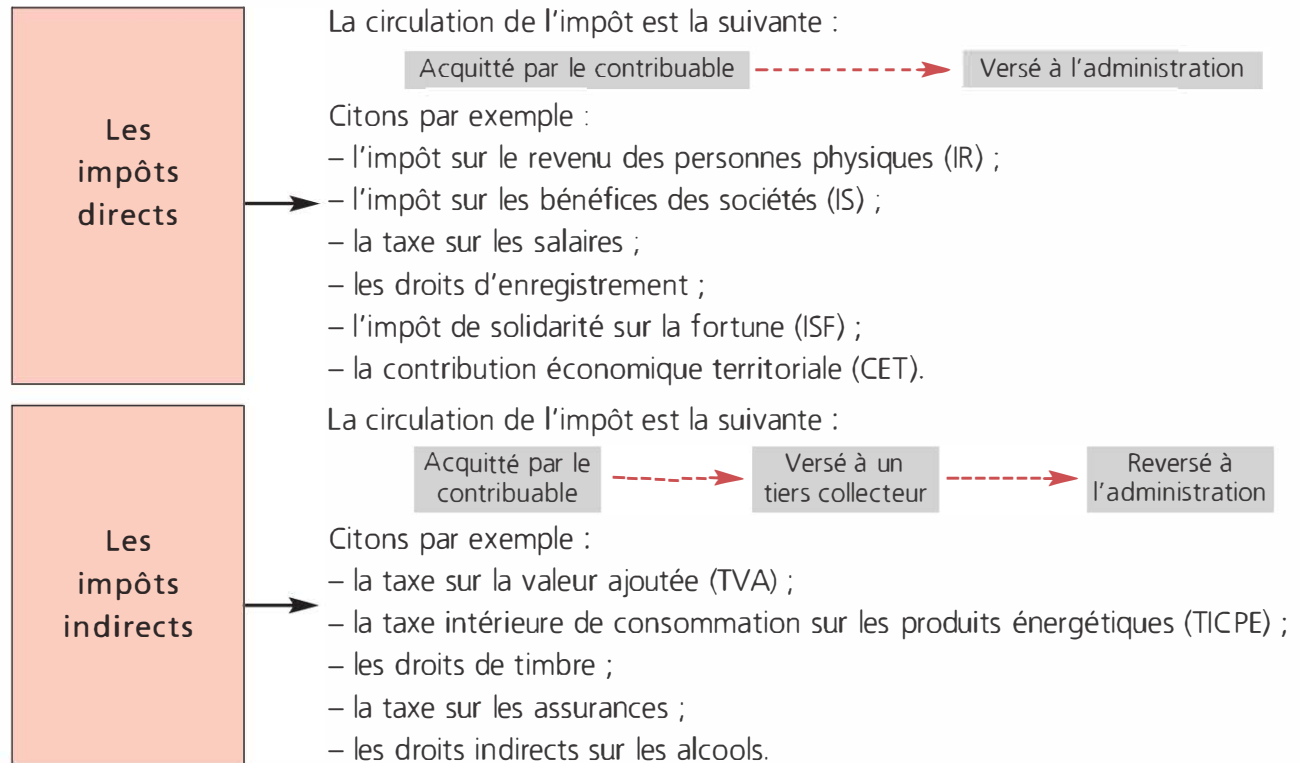 Les
impôts
directs
La circulation de l'impôt est la suivante :
Acquitté par le contribuable
Versé à l'administration
Citons par exemple :
– l'impôt sur le revenu des personnes physiques (IR) ;
– l'impôt sur les bénéfices des sociétés (IS) ;
– la taxe sur les salaires ;
– les droits d'enregistrement ;
– l'impôt de solidarité sur la fortune (ISF) ;
– la contribution économique territoriale (CET).
Les
impôts
indirects
La circulation de l'impôt est la suivante :
Acquitté par le
contribuable
Versé à un
tiers collecteur
Reversé à
l'administration
Citons par exemple :
– la taxe sur la valeur ajoutée (TVA) ;
– la taxe intérieure de consommation sur les produits énergétiques (TICPE) ;
– les droits de timbre ;
– la taxe sur les assurances ;
– les droits indirects sur les alcools.